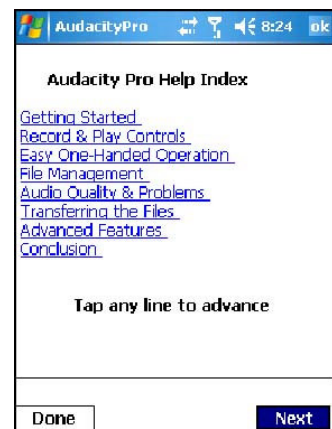 AudacityPro 8:24 ok
Audacity Pro Help Index
Getting Started
Record & Play Controls
Easy One-Handed Operation
File Management
Audio Quality & Problems
Transferring the Files
Advanced Features
Conclusion
Tap any line to advance
Done Next